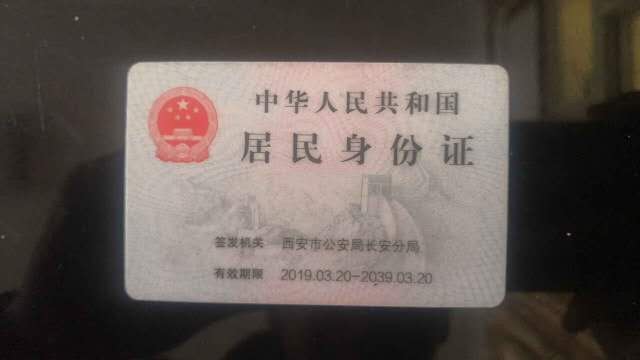 中华人民共和国
居民身份证
签发机关 西安市公安局长安分局
有效期限 2019.03.20-2039.03.20